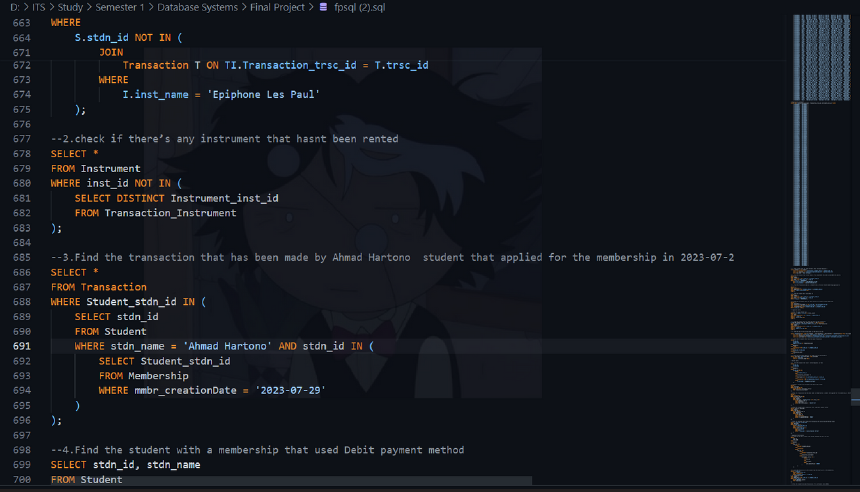 D: > ITS > Study > Semester 1 > Database Systems > Final Project > fpsql (2).sql
663 WHERE
664 S.stdn_id NOT IN (
671 JOIN
672 Transaction T ON TI.Transaction_trsc_id = T.trsc_id
673 WHERE
674 I.inst_name = 'Epiphone Les Paul'
675 );
676
677 --2.check if there's any instrument that hasnt been rented
678 SELECT *
679 FROM Instrument
680 WHERE inst_id NOT IN (
681 SELECT DISTINCT Instrument_inst_id
682 FROM Transaction_Instrument
683 );
684
685 --3.Find the transaction that has been made by Ahmad Hartono  student that applied for the membership in 2023-07-2
686 SELECT *
687 FROM Transaction
688 WHERE Student_stdn_id IN (
689 SELECT stdn_id
690 FROM Student
691 WHERE stdn_name = 'Ahmad Hartono' AND stdn_id IN (
692 SELECT Student_stdn_id
693 FROM Membership
694 WHERE mmbr_creationDate = '2023-07-29'
695 )
696 );
697
698 --4.Find the student with a membership that used Debit payment method
699 SELECT stdn_id, stdn_name
700 FROM Student